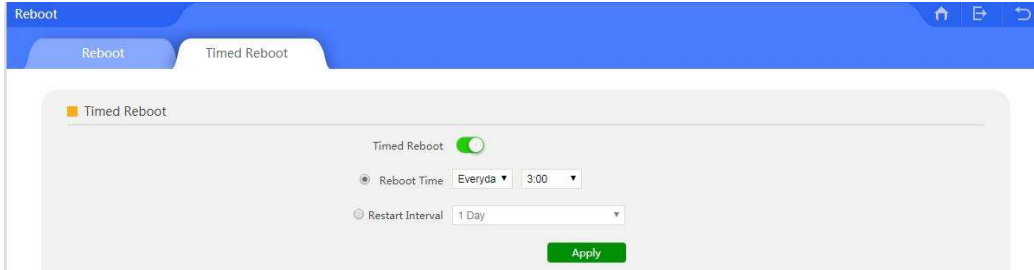 Reboot
Reboot Timed Reboot
Timed Reboot
Timed Reboot
Reboot Time Everyda 3:00
Restart Interval 1 Day
Apply